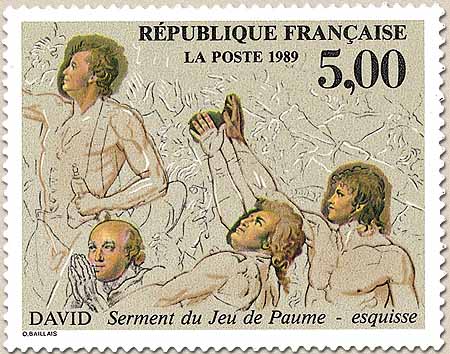 RÉPUBLIQUE FRANÇAISE
LA POSTE 1989 5,00
DAVID Serment du Jeu de Paume - esquisse
O.BAILLAIS